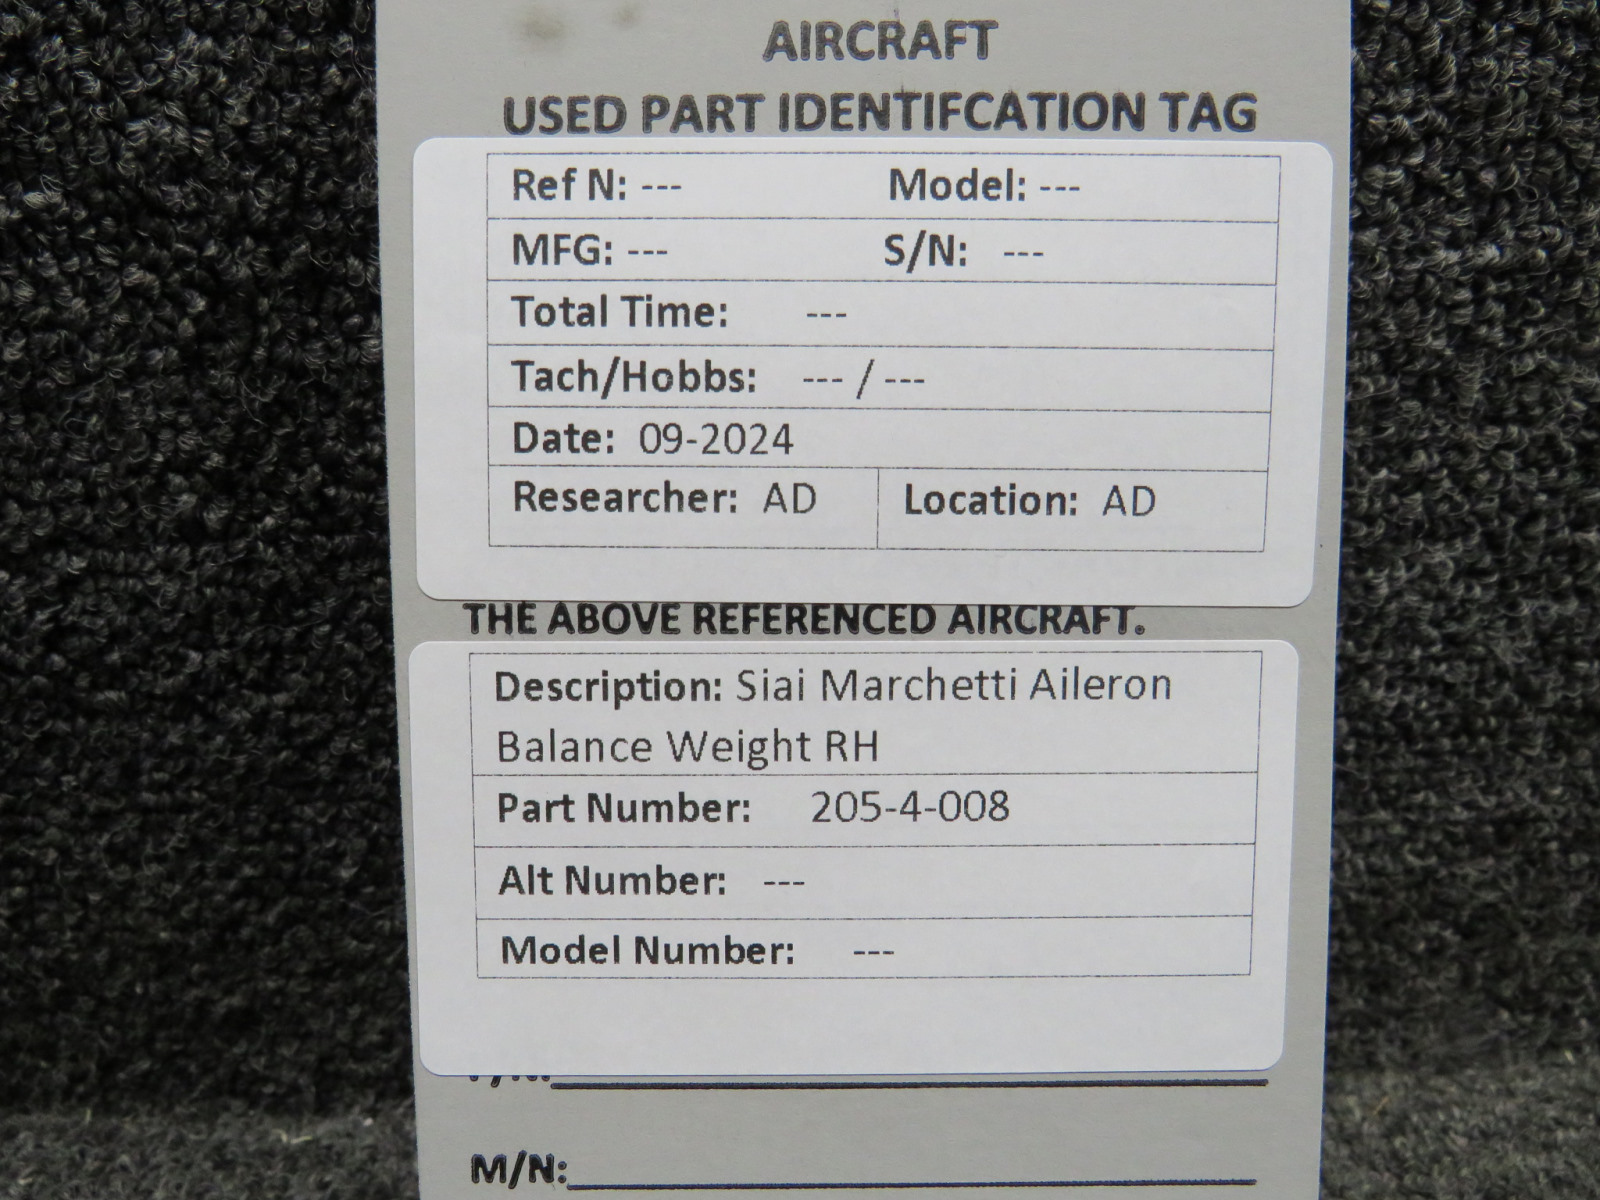 AIRCRAFT
USED PART IDENTIFCATION TAG
Ref N: --- Model: ---
MFG: --- S/N: ---
Total Time: ---
Tach/Hobbs: --- / ---
Date: 09-2024
Researcher: AD Location: AD
THE ABOVE REFERENCED AIRCRAFT.
Description: Siai Marchetti Aileron
Balance Weight RH
Part Number: 205-4-008
Alt Number: ---
Model Number: ---
M/N: